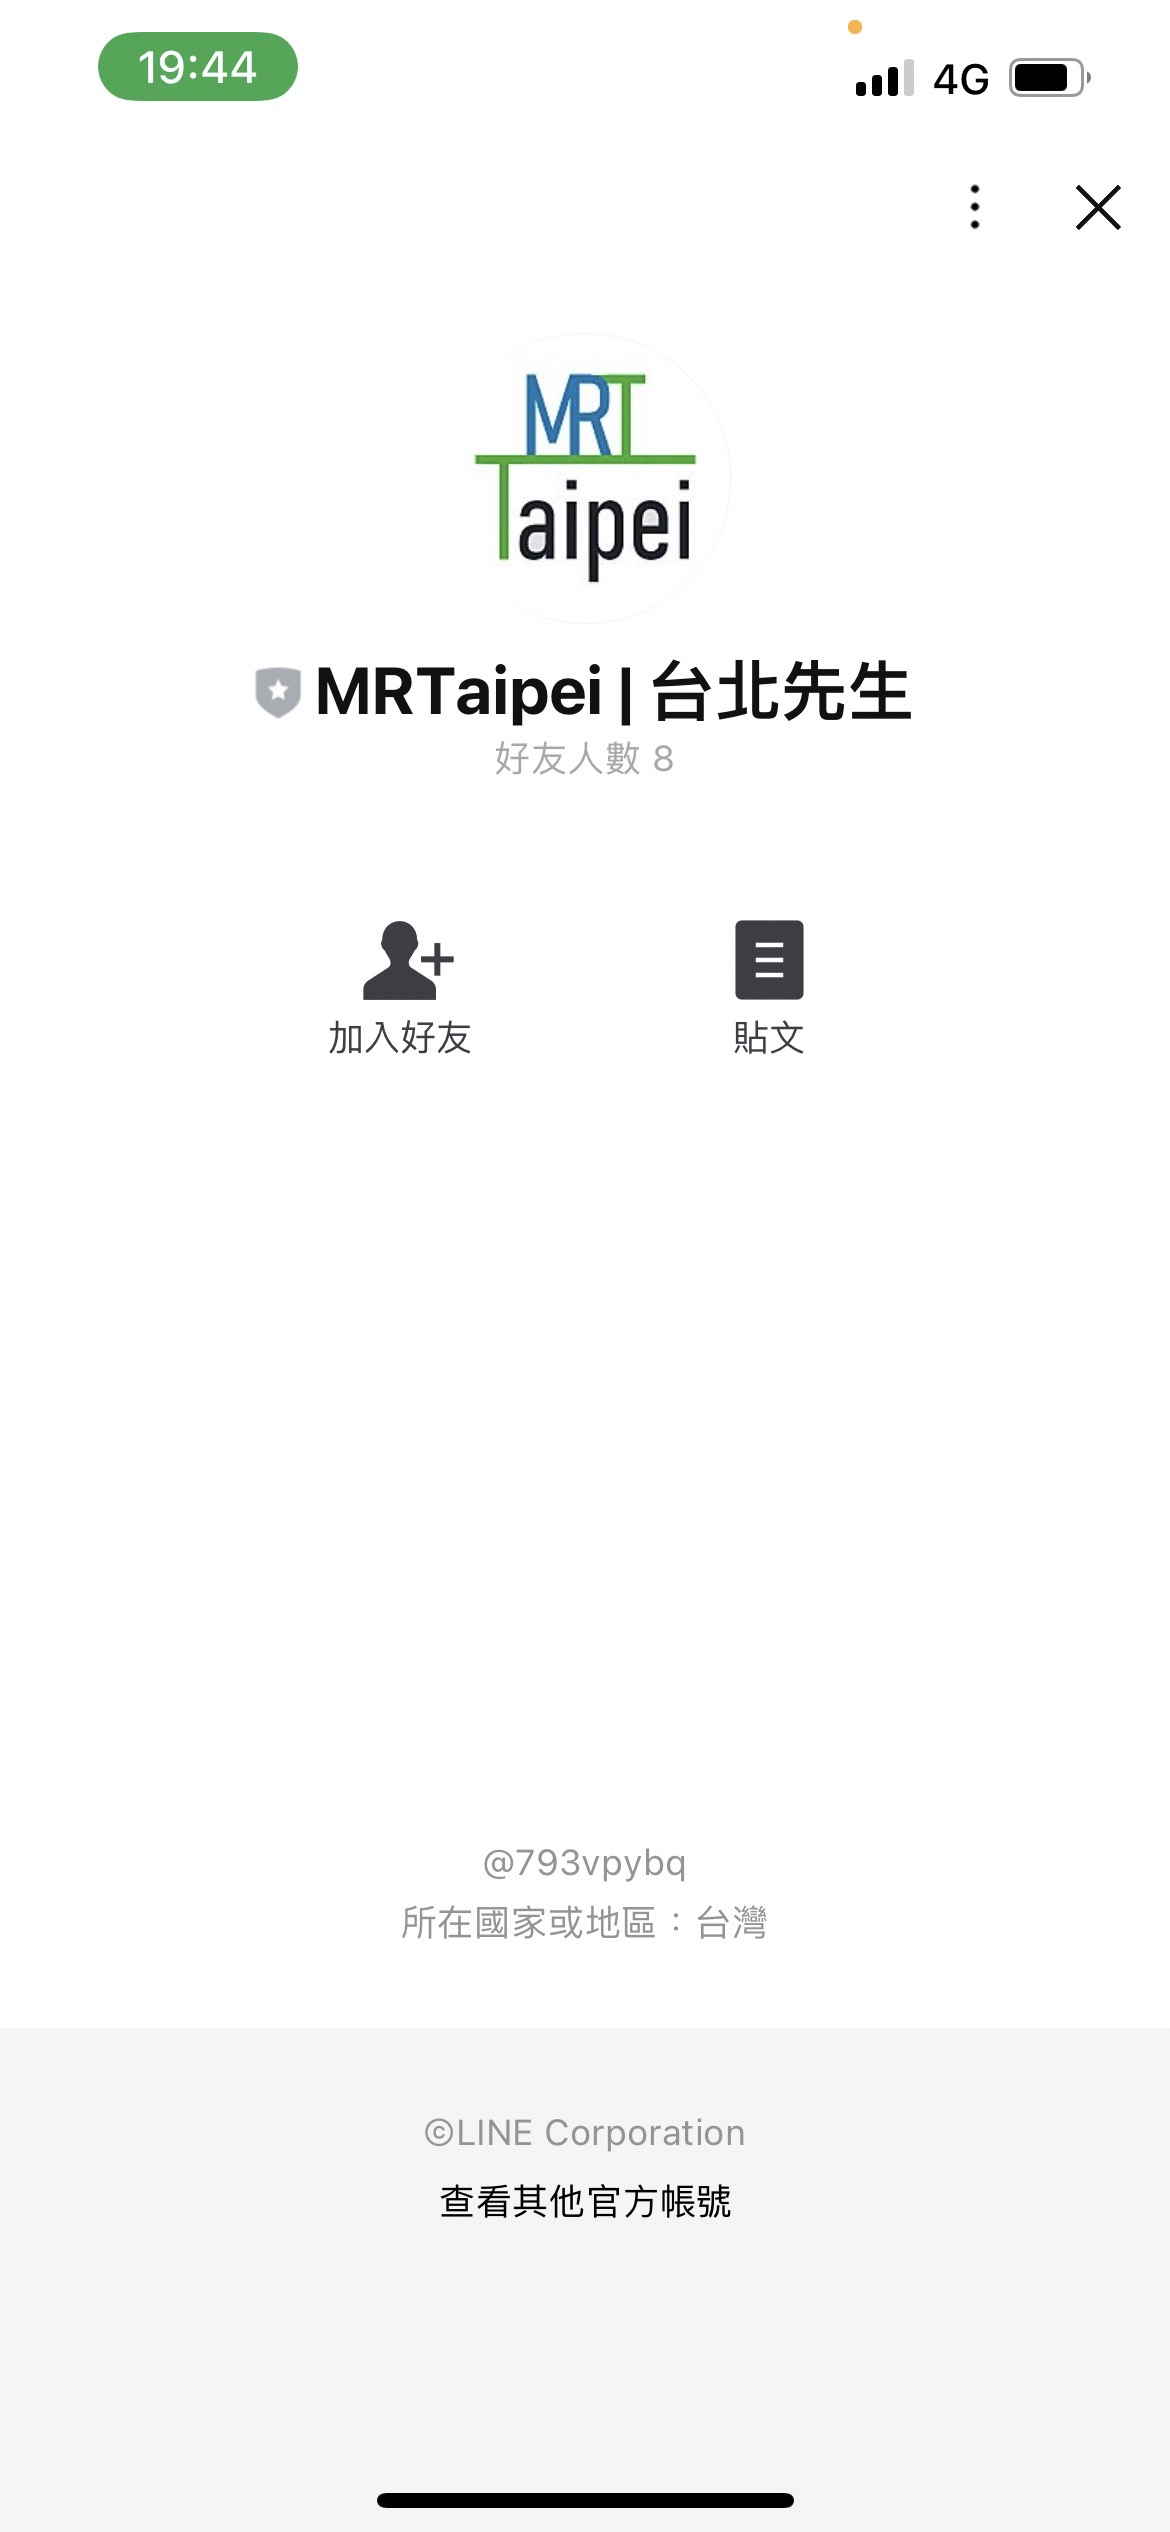 19:44
4G
MRT
Taipei
MRTaipei | 台北先生
好友人數 8
加入好友
貼文
@793vpybq
所在國家或地區：台灣
©LINE Corporation
查看其他官方帳號